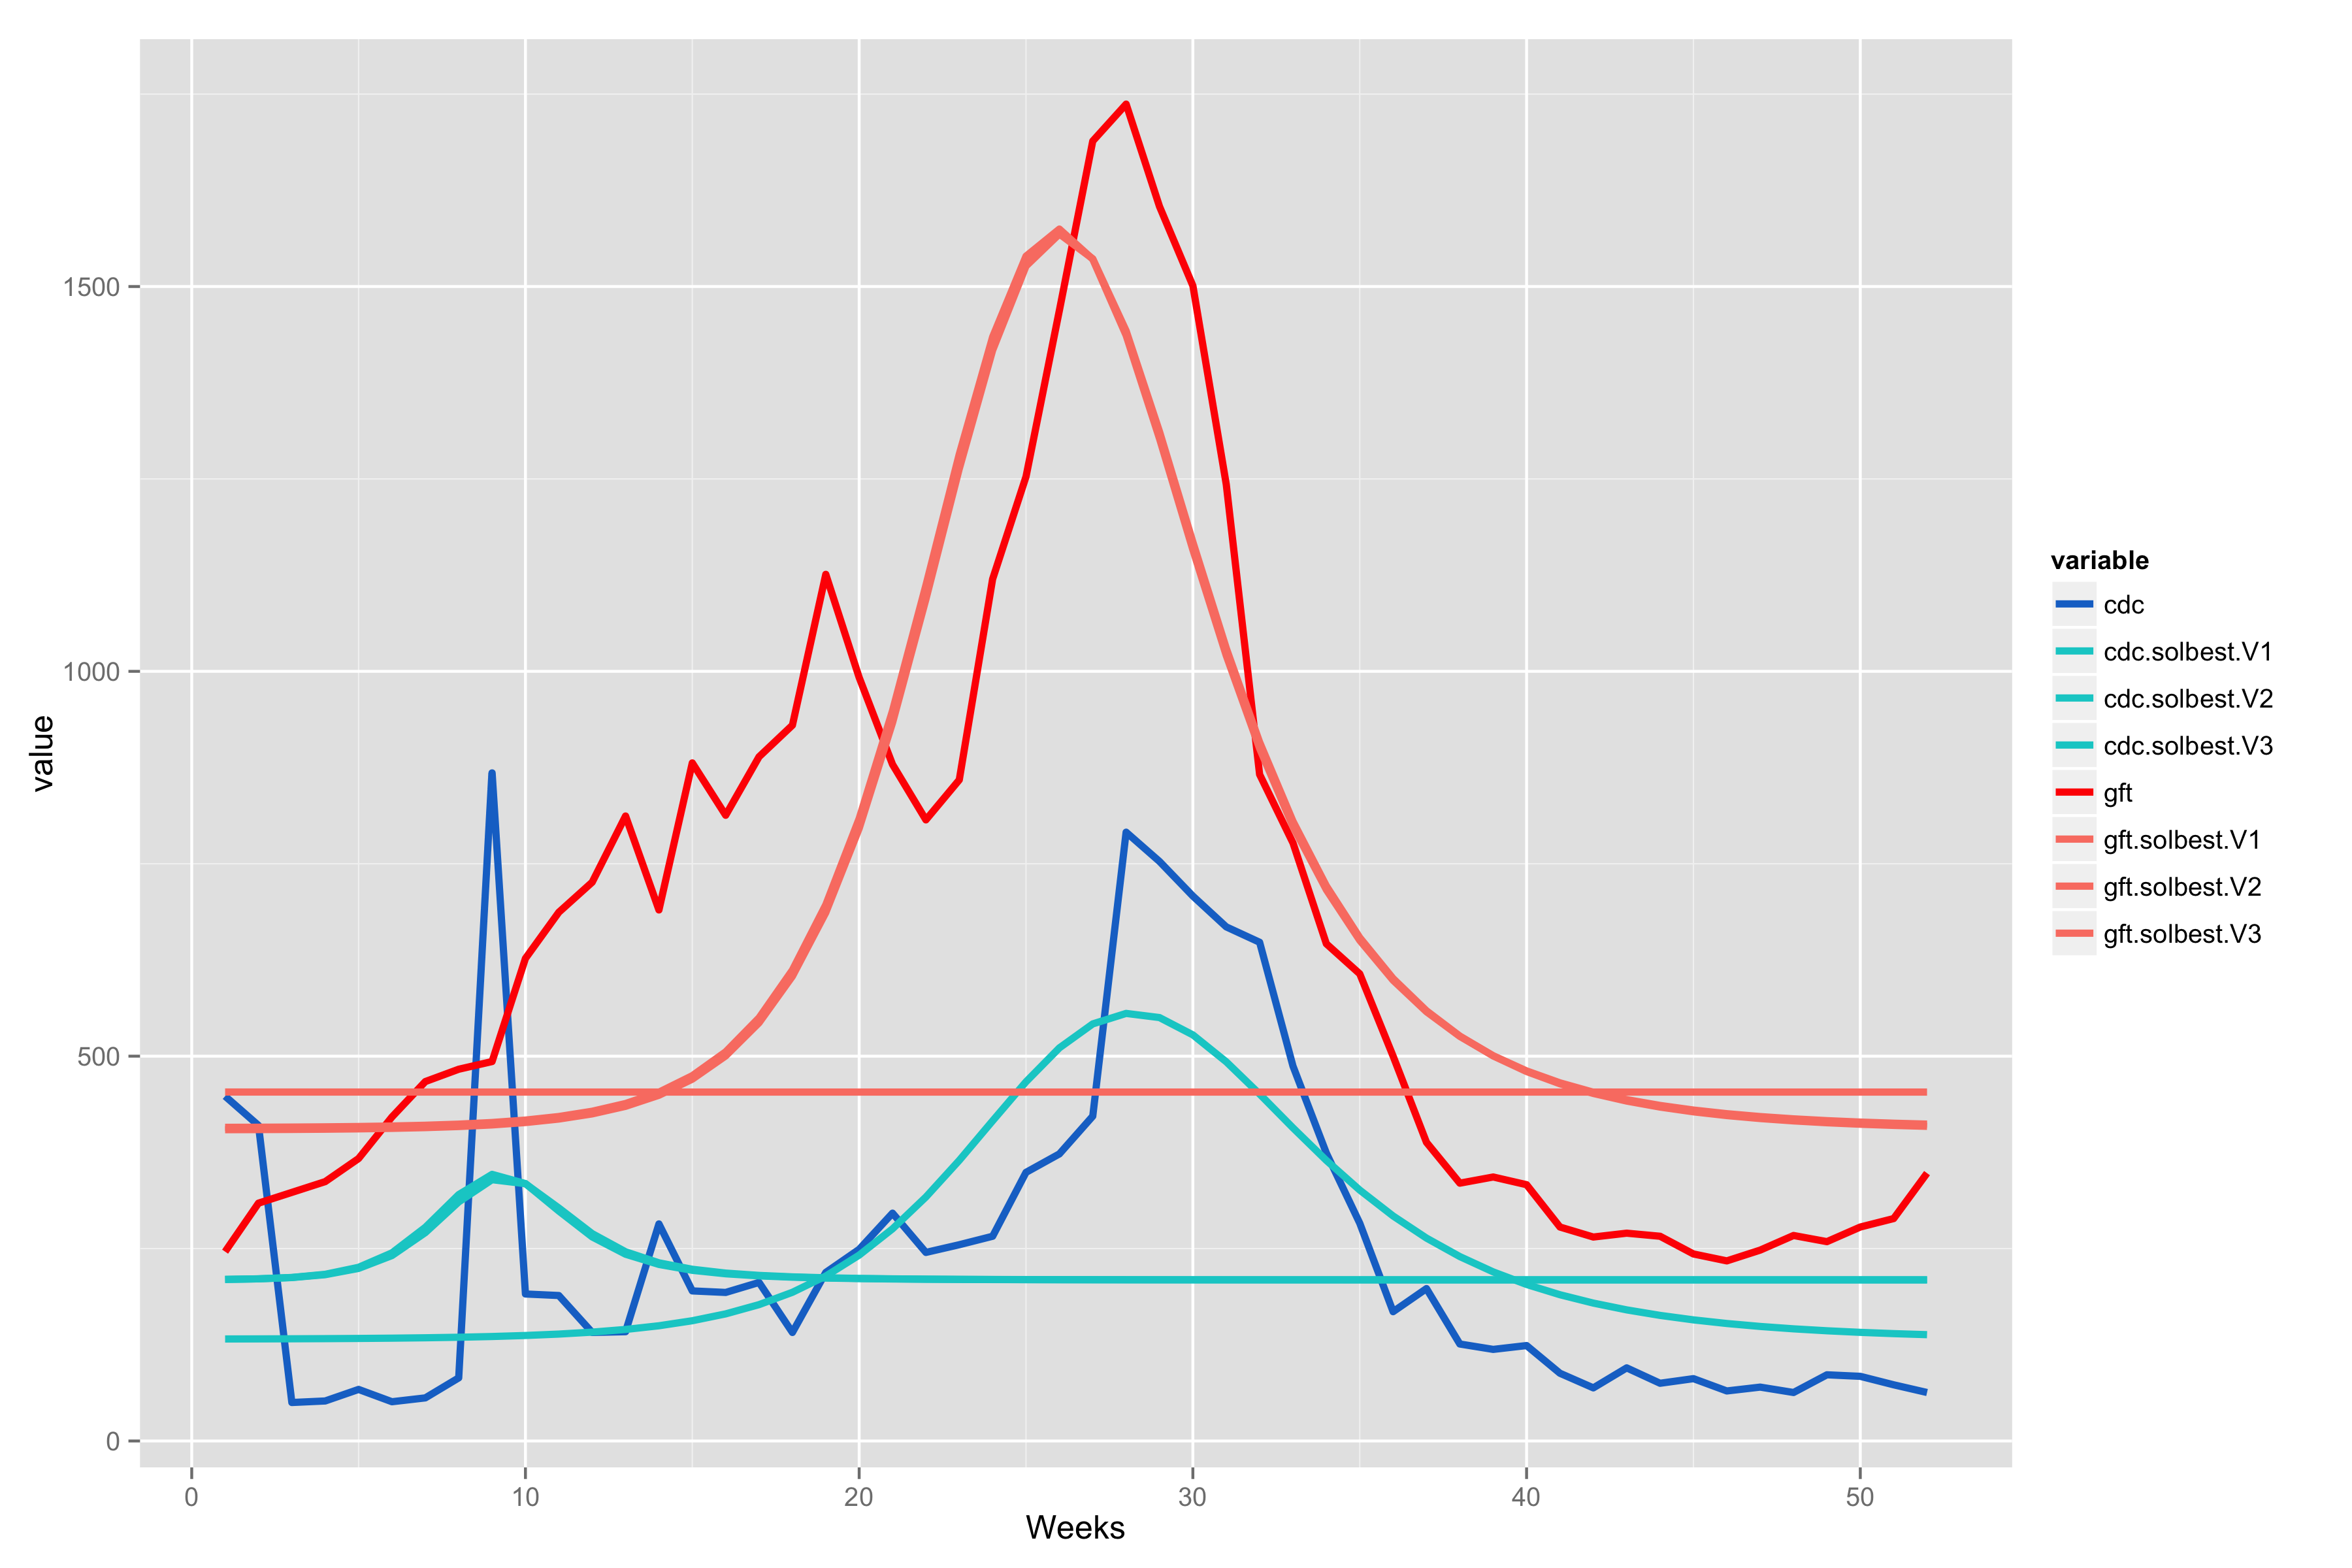 1500
1000
500
0
value
0 10 20 30 40 50
Weeks
variable
cdc
cdc.solbest.V1
cdc.solbest.V2
cdc.solbest.V3
gft
gft.solbest.V1
gft.solbest.V2
gft.solbest.V3